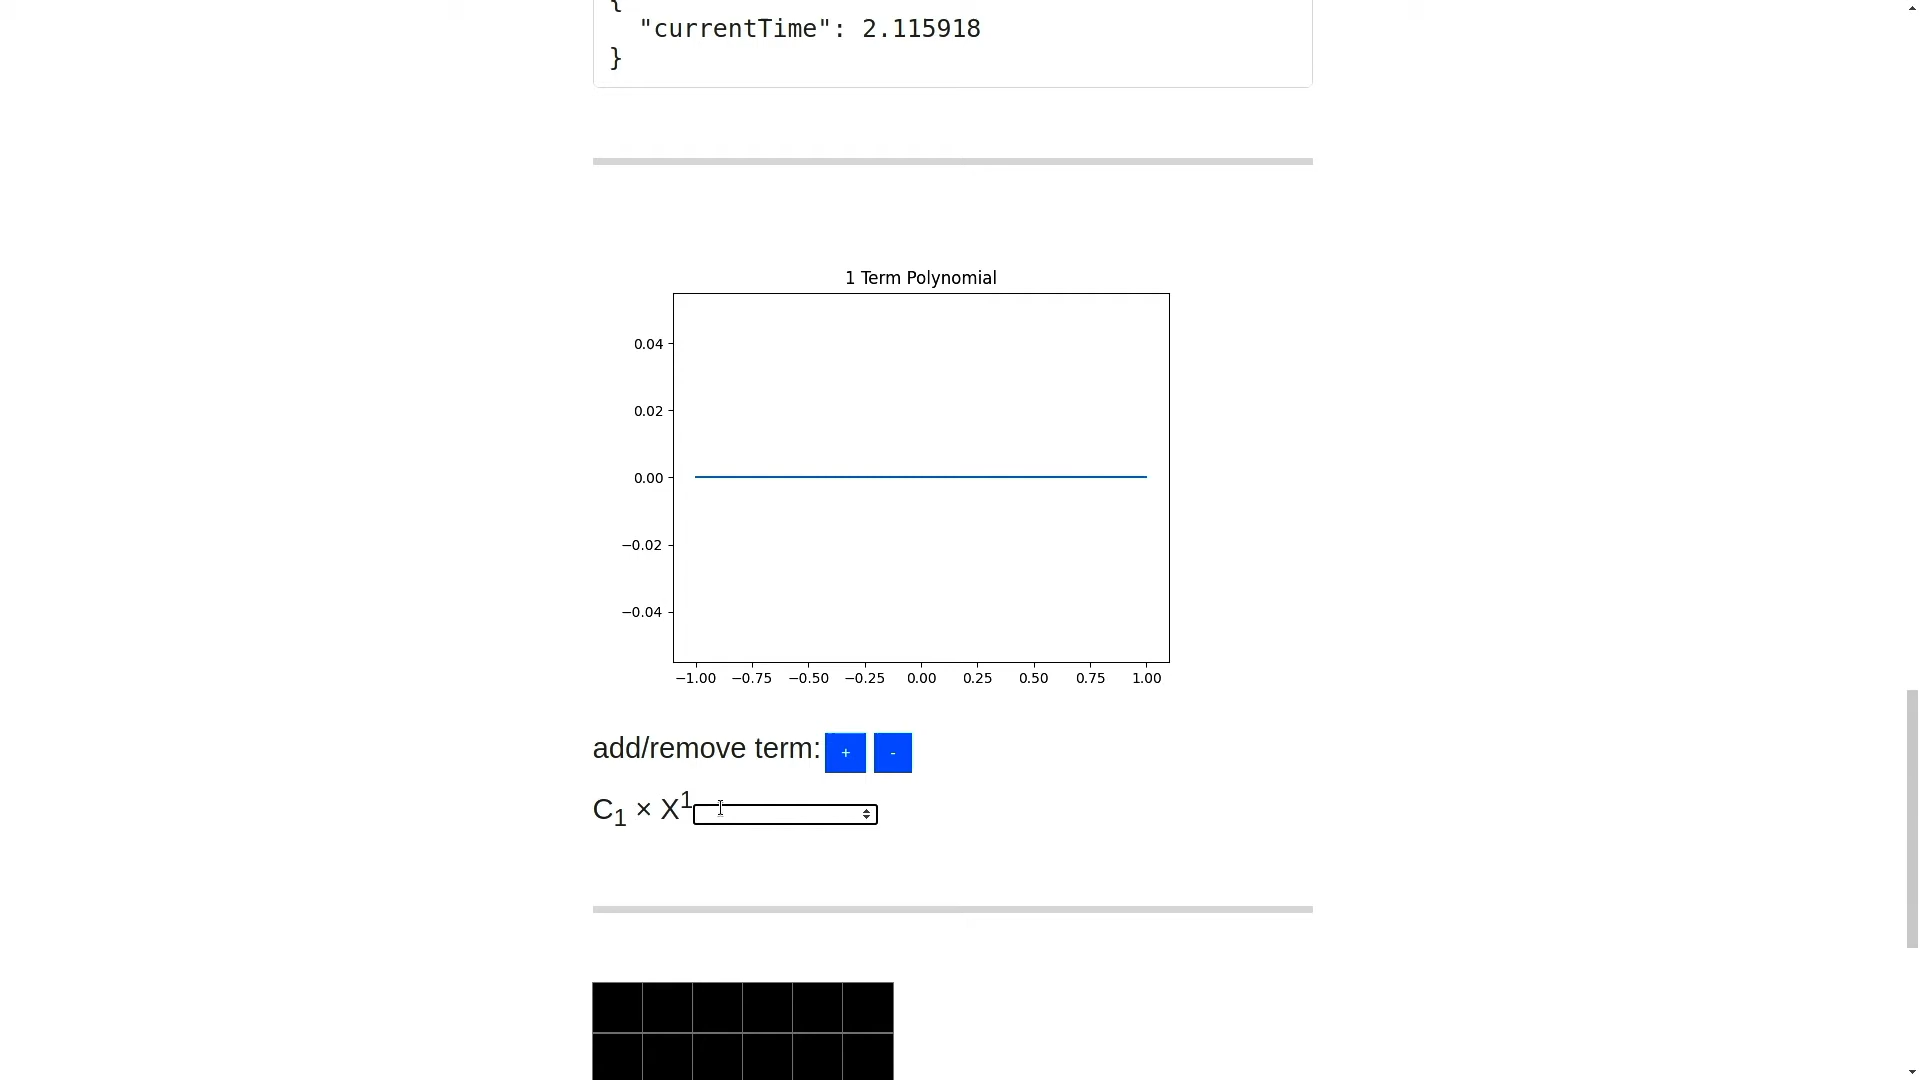 {
"currentTime": 2.115918
}
1 Term Polynomial
0.04
0.02
0.00
−0.02
−0.04
−1.00 −0.75 −0.50 −0.25 0.00 0.25 0.50 0.75 1.00
add/remove term: + -
C₁ × X¹